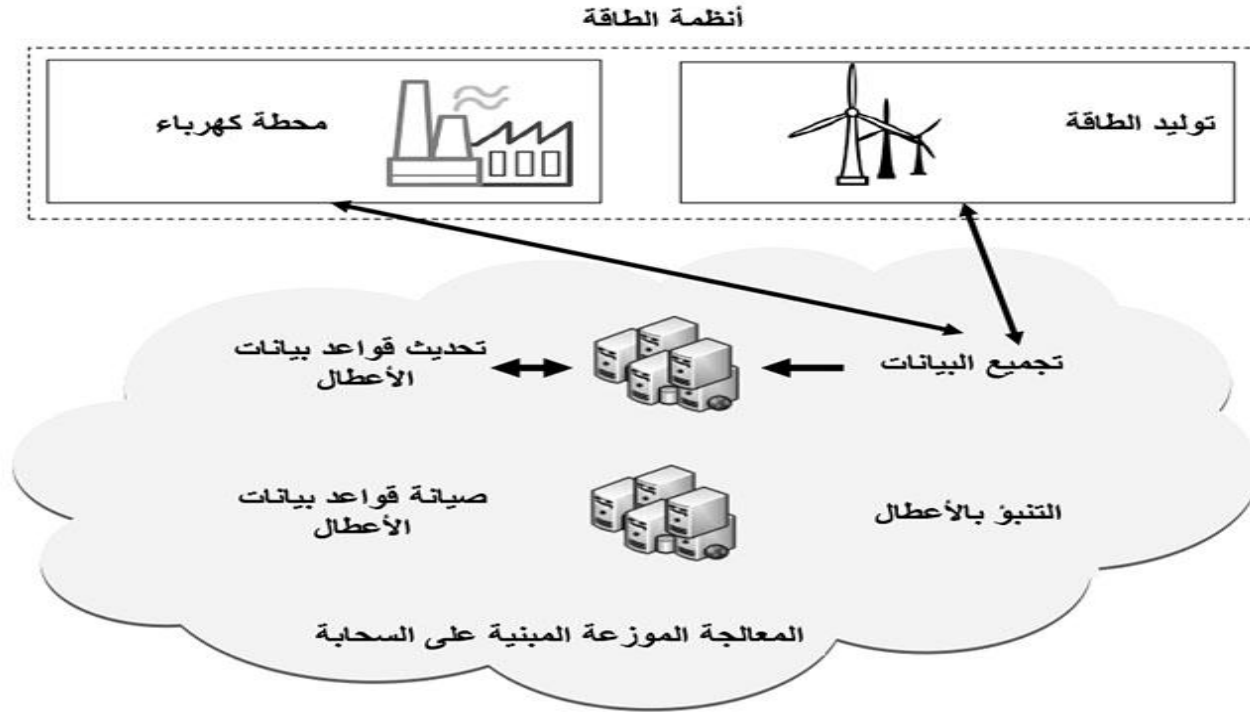 أنظمة الطاقة
توليد الطاقة
محطة كهرباء
تجميع البيانات
تحديث قواعد بيانات
الأعطال
التنبؤ بالأعطال
صيانة قواعد بيانات
الأعطال
المعالجة الموزعة المبنية على السحابة